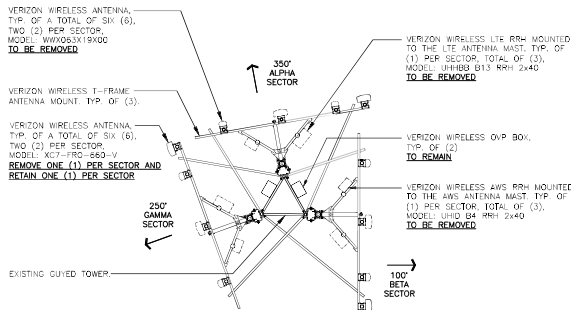 VERIZON WIRELESS ANTENNA,
TYP. OF A TOTAL OF SIX (6),
TWO (2) PER SECTOR,
MODEL: WWX063X19X00
TO BE REMOVED
VERIZON WIRELESS T-FRAME
ANTENNA MOUNT. TYP. OF (3).
VERIZON WIRELESS ANTENNA,
TYP. OF A TOTAL OF SIX (6),
TWO (2) PER SECTOR,
MODEL: XC7-FRO-660-V
REMOVE ONE (1) PER SECTOR AND
RETAIN ONE (1) PER SECTOR
250°
GAMMA
SECTOR
EXISTING GUYED TOWER.
350°
ALPHA
SECTOR
VERIZON WIRELESS LTE RRH MOUNTED
TO THE LTE ANTENNA MAST. TYP. OF
(1) PER SECTOR, TOTAL OF (3),
MODEL: UHHBB B13 RRH 2x40
TO BE REMOVED
VERIZON WIRELESS OVP BOX,
TYP. OF (2)
TO REMAIN
VERIZON WIRELESS AWS RRH MOUNTED
TO THE AWS ANTENNA MAST. TYP. OF
(1) PER SECTOR, TOTAL OF (3),
MODEL: UHID B4 RRH 2x40
TO BE REMOVED
100°
BETA
SECTOR